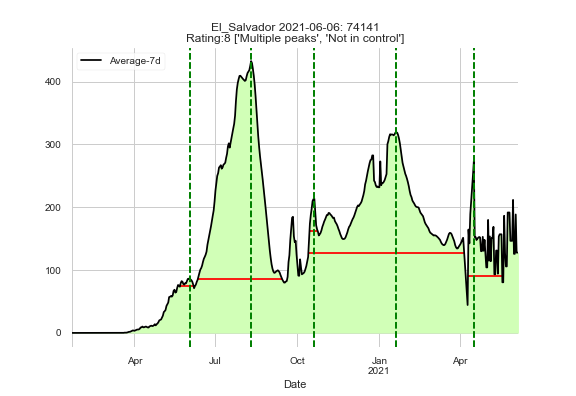 El_Salvador 2021-06-06: 74141
Rating:8 ['Multiple peaks', 'Not in control']
Average-7d
400
300
200
100
0
Apr
Jul
Oct
Jan
2021
Apr
Date